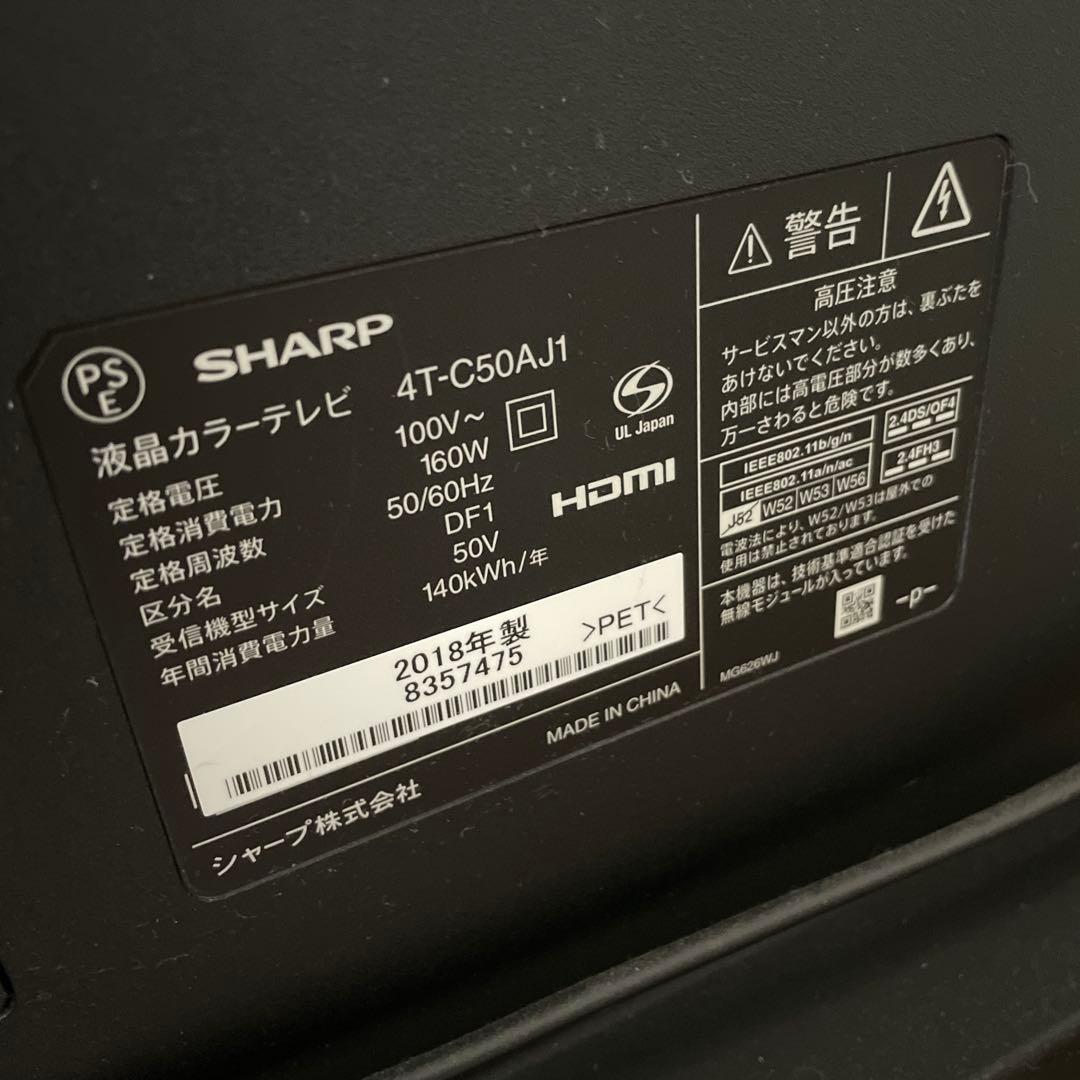 PS
E
SHARP
液晶カラーテレビ 4T-C50AJ1
定格電圧 100V～
定格消費電力 160W
定格周波数 50/60Hz
区分名 DF1
受信機型サイズ 50V
年間消費電力量 140kWh/年
UL Japan
HDMI
2018年製 >PET<
8357475
MADE IN CHINA
シャープ株式会社
警告
高圧注意
サービスマン以外の方は、裏ぶたを
あけないでください。
内部には高電圧部分が数多くあり、
万一さわると危険です。
IEEE802.11b/g/n 2.4DS/OF4
IEEE802.11a/n/ac 2.4FH3
J52 W52 W53 W56
電波法により、W52/W53は屋外での
使用は禁止されております。
本機器は、技術基準適合認証を受けた
無線モジュールが入っています。
-p-
MG626WJ